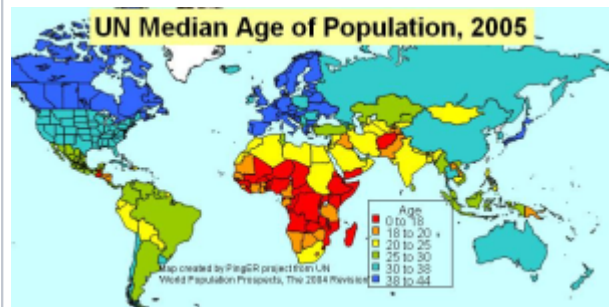 UN Median Age of Population, 2005
Age
0 to 18
18 to 20
20 to 25
25 to 30
30 to 38
38 to 44
Map created by PingER project from UN
World Population Prospects, The 2004 Revision